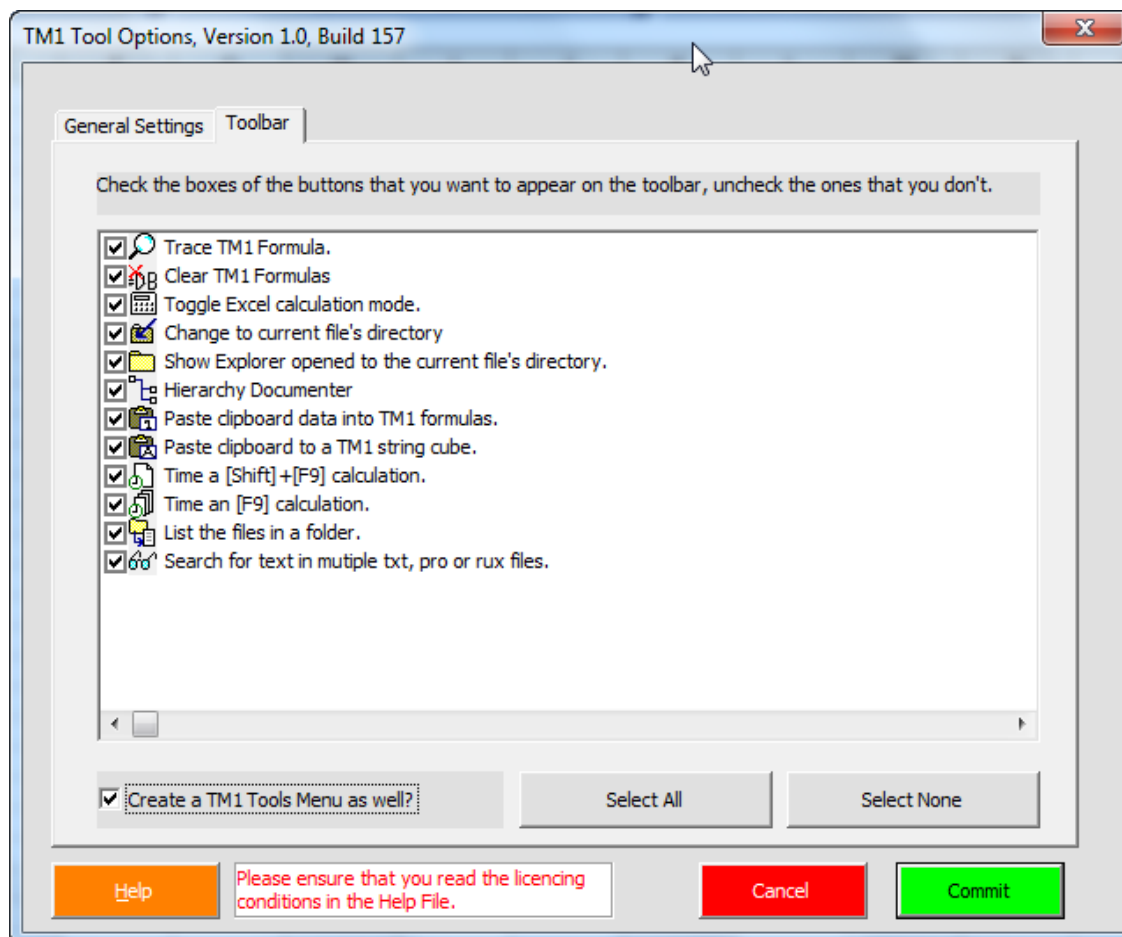 TM1 Tool Options, Version 1.0, Build 157
General Settings
Toolbar
Check the boxes of the buttons that you want to appear on the toolbar, uncheck the ones that you don't.
Trace TM1 Formula.
Clear TM1 Formulas
Toggle Excel calculation mode.
Change to current file's directory
Show Explorer opened to the current file's directory.
Hierarchy Documenter
Paste clipboard data into TM1 formulas.
Paste clipboard to a TM1 string cube.
Time a [Shift]+[F9] calculation.
Time an [F9] calculation.
List the files in a folder.
Search for text in mutiple txt, pro or rux files.
Create a TM1 Tools Menu as well?
Select All
Select None
Help
Please ensure that you read the licencing
conditions in the Help File.
Cancel
Commit